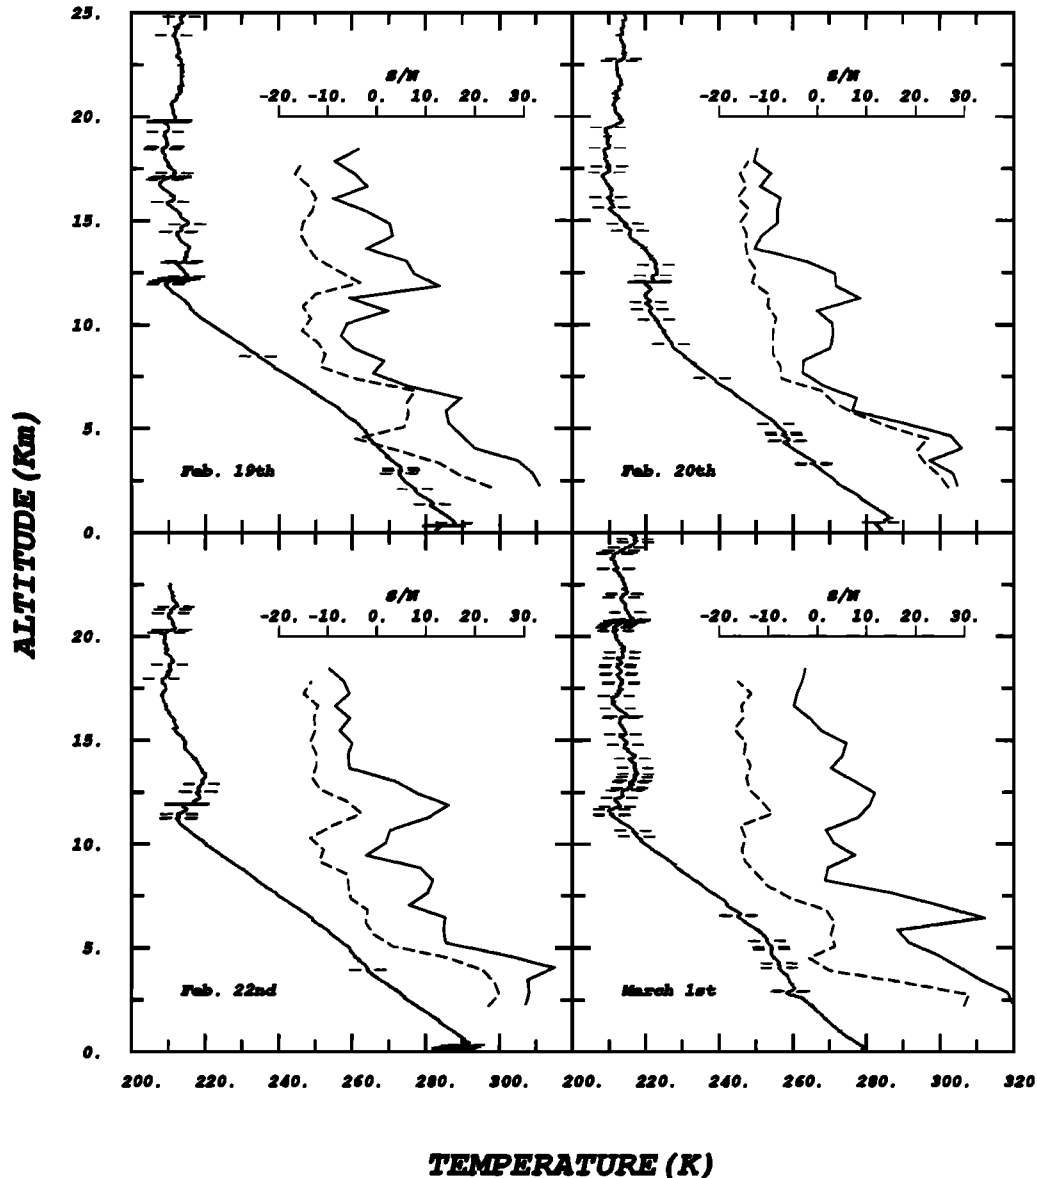 25.
S/N
S/N
-20. -10. 0. 10. 20. 30.
-20. -10. 0. 10. 20. 30.
20.
15.
10.
5.
Feb. 19th
Feb. 20th
0.
S/N
S/N
-20. -10. 0. 10. 20. 30.
-20. -10. 0. 10. 20. 30.
20.
15.
10.
5.
Feb. 22nd
March 1st
0.
200. 220. 240. 260. 280. 300. 200. 220. 240. 260. 280. 300. 320
ALTITUDE (Km)
TEMPERATURE (K)